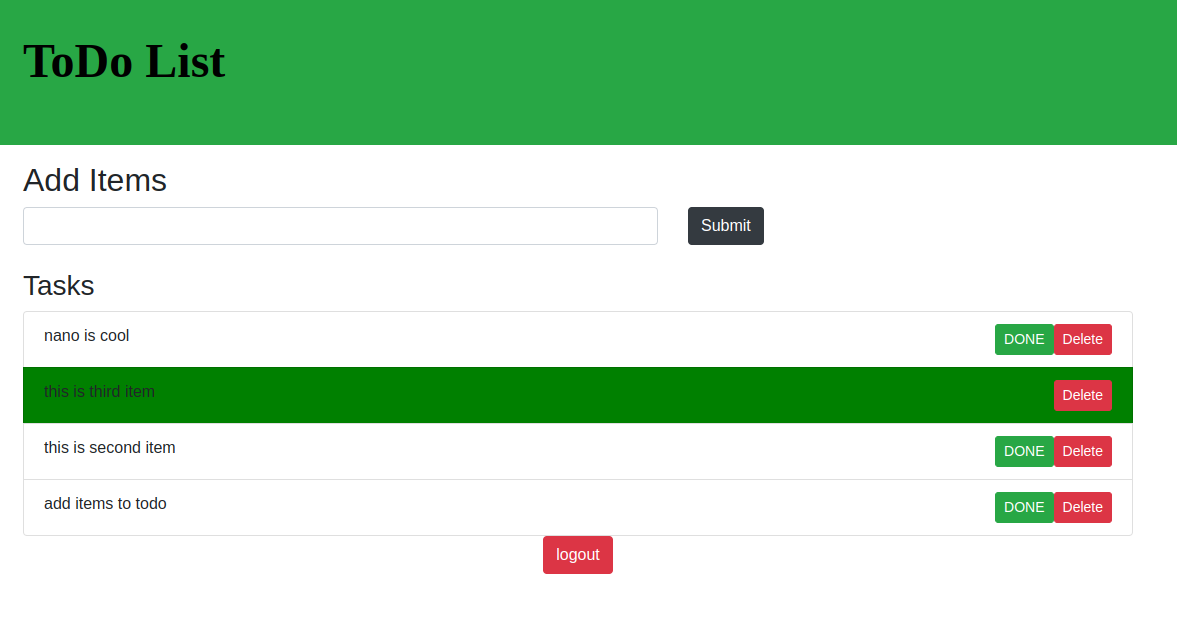 ToDo List
Add Items
Submit
Tasks
nano is cool DONE Delete
this is third item Delete
this is second item DONE Delete
add items to todo DONE Delete
logout